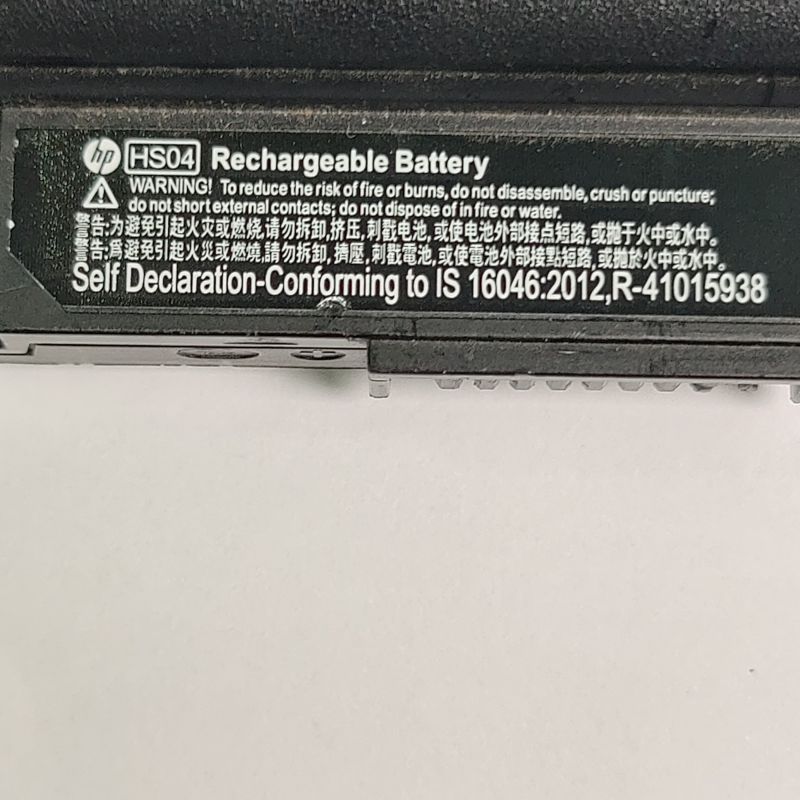 hp HS04 Rechargeable Battery
WARNING! To reduce the risk of fire or burns, do not disassemble, crush or puncture;
do not short external contacts; do not dispose of in fire or water.
警告:为避免引起火灾或燃烧,请勿拆卸,挤压,刺戳电池,或使电池外部接点短路,或抛于火中或水中。
警告:爲避免引起火災或燃燒,請勿拆卸,擠壓,刺戳電池,或使電池外部接點短路,或拋於火中或水中。
Self Declaration-Conforming to IS 16046:2012,R-41015938